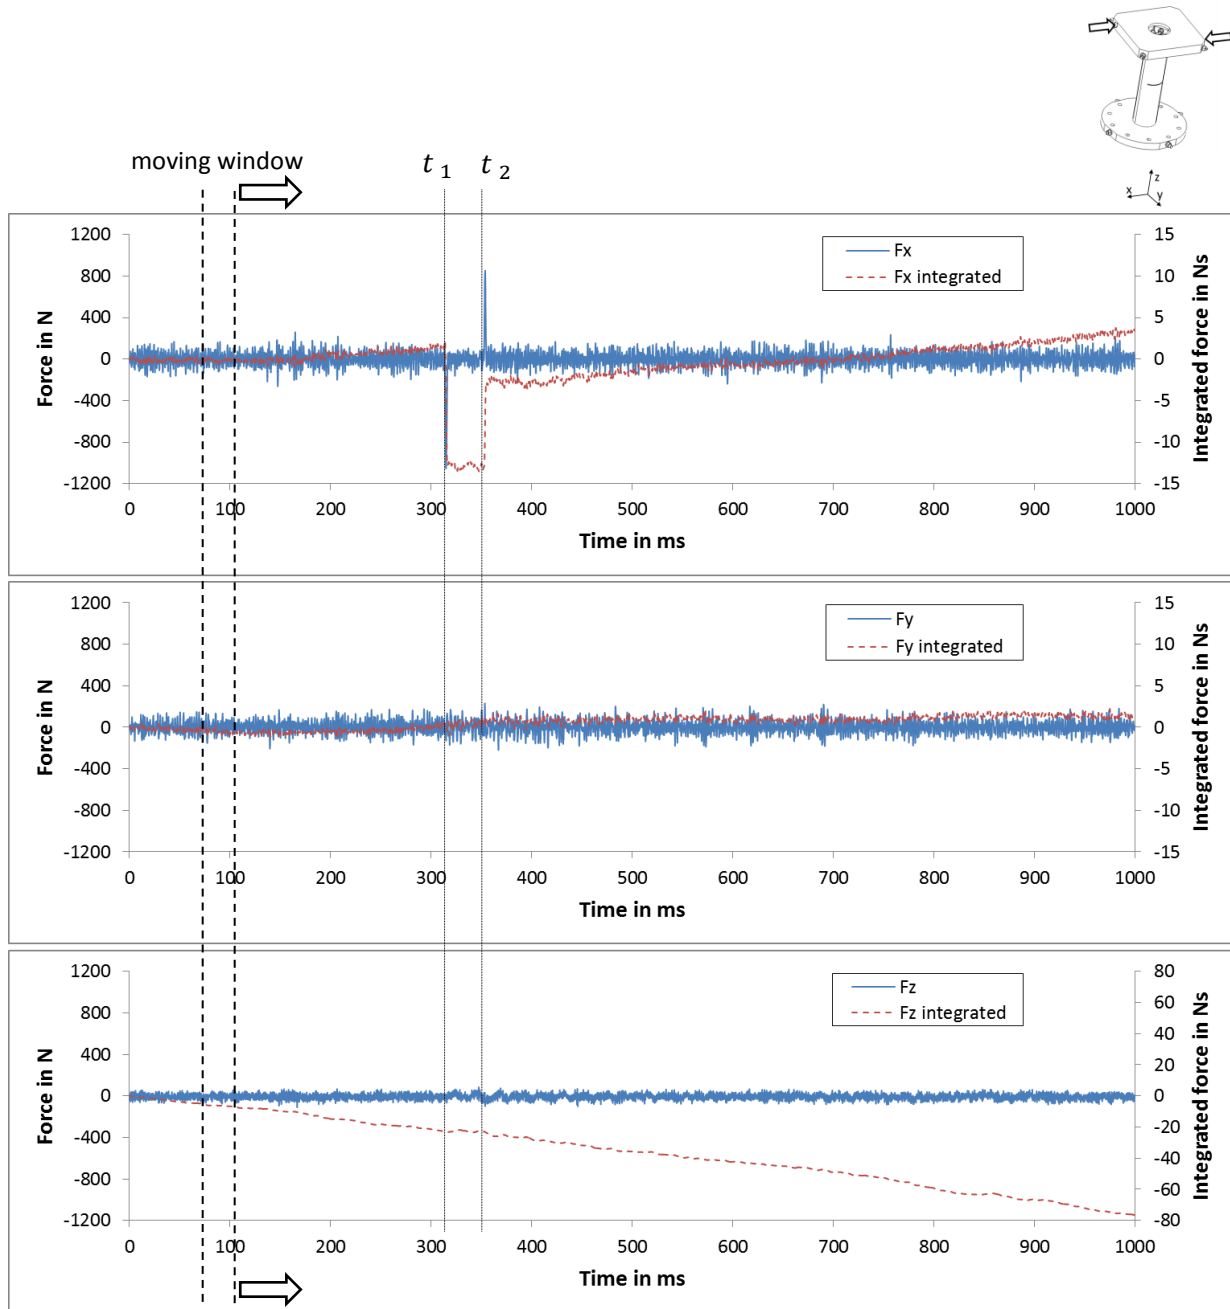 moving window
t 1
t 2
z
x
y
1200
800
400
0
-400
-800
-1200
Force in N
Fx
Fx integrated
15
10
5
0
-5
-10
-15
Integrated force in Ns
0 100 200 300 400 500 600 700 800 900 1000
Time in ms
1200
800
400
0
-400
-800
-1200
Force in N
Fy
Fy integrated
15
10
5
0
-5
-10
-15
Integrated force in Ns
0 100 200 300 400 500 600 700 800 900 1000
Time in ms
1200
800
400
0
-400
-800
-1200
Force in N
Fz
Fz integrated
80
60
40
20
0
-20
-40
-60
-80
Integrated force in Ns
0 100 200 300 400 500 600 700 800 900 1000
Time in ms